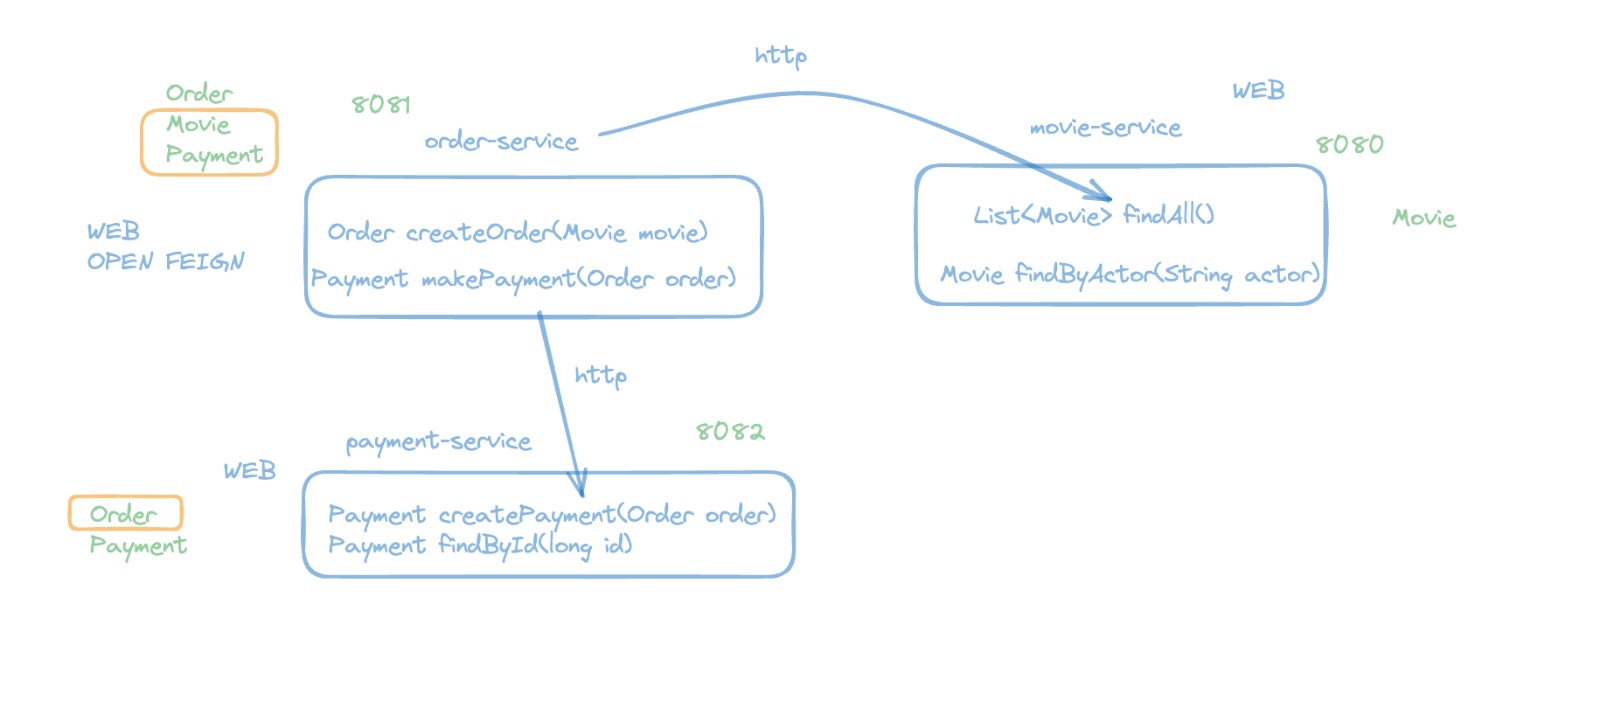 http
Order
Movie
Payment
8081
order-service
WEB
movie-service
8080
WEB
OPEN FEIGN
Order createOrder(Movie movie)
Payment makePayment(Order order)
List<Movie> findAll()
Movie findByActor(String actor)
Movie
http
payment-service
8082
WEB
Order
Payment
Payment createPayment(Order order)
Payment findById(long id)